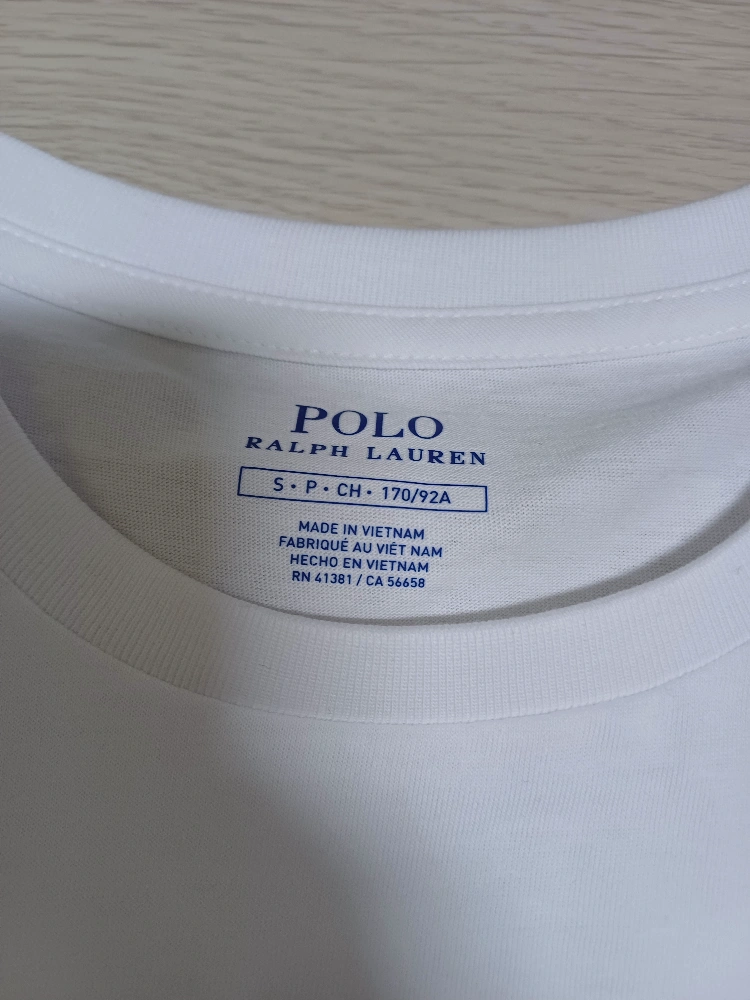 POLO
RALPH LAUREN
S • P • CH • 170/92A
MADE IN VIETNAM
FABRIQUÉ AU VIÊT NAM
HECHO EN VIETNAM
RN 41381 / CA 56658